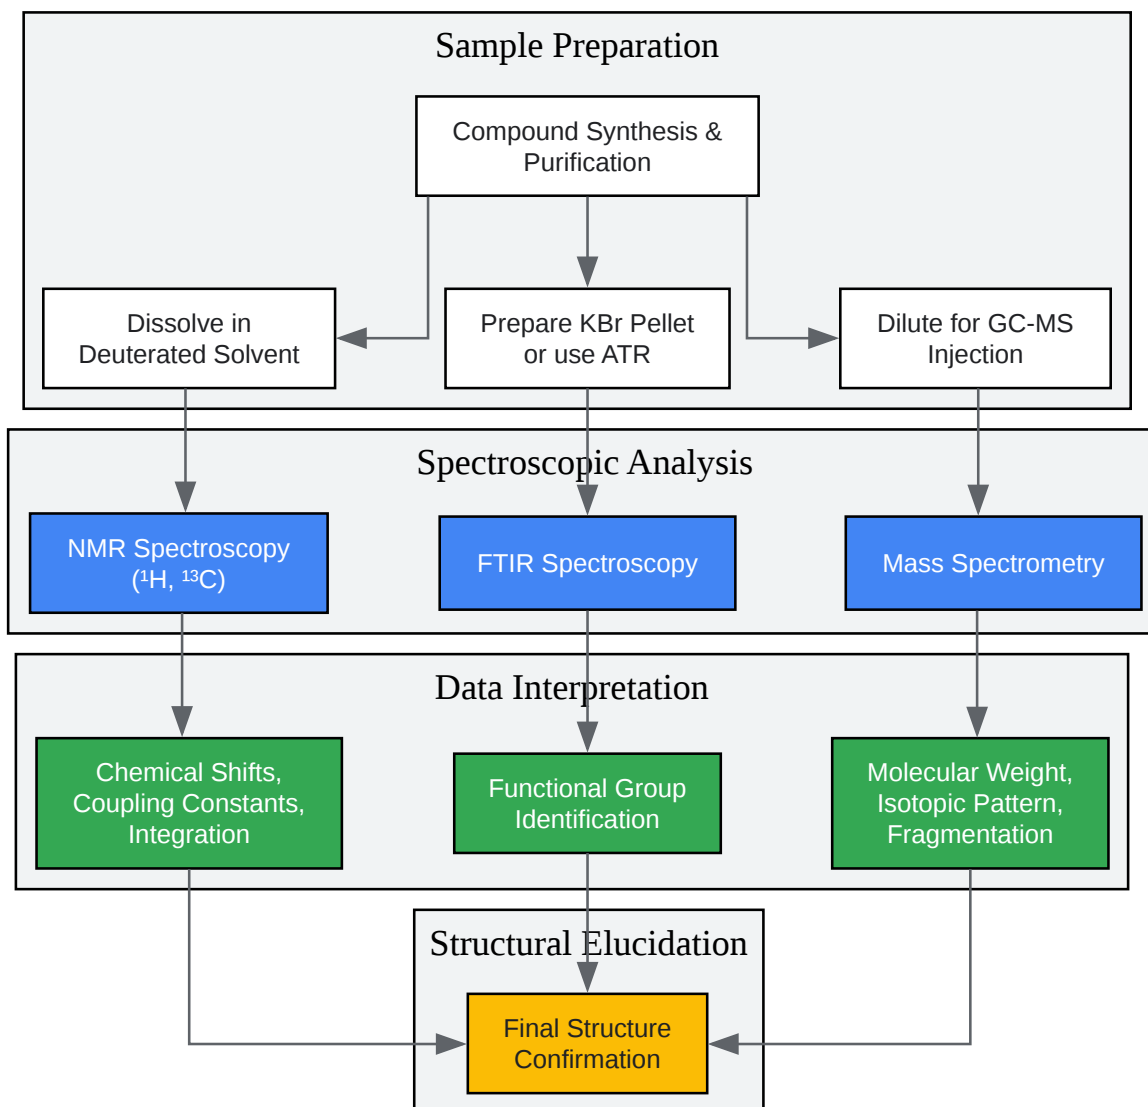 Sample Preparation
Compound Synthesis &
Purification
Dissolve in
Deuterated Solvent
Prepare KBr Pellet
or use ATR
Dilute for GC-MS
Injection
Spectroscopic Analysis
NMR Spectroscopy
(¹H, ¹³C)
FTIR Spectroscopy
Mass Spectrometry
Data Interpretation
Chemical Shifts,
Coupling Constants,
Integration
Functional Group
Identification
Molecular Weight,
Isotopic Pattern,
Fragmentation
Structural Elucidation
Final Structure
Confirmation